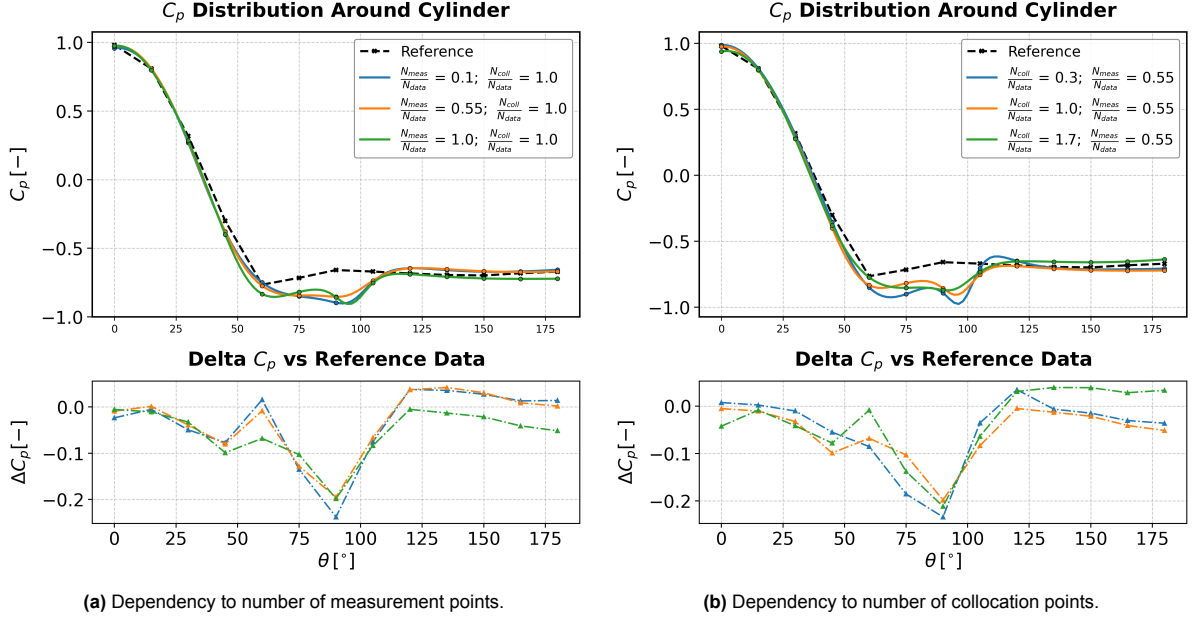 C_p Distribution Around Cylinder
1.0
0.5
0.0
−0.5
−1.0
C_p [−]
Reference
N_meas/N_data = 0.1; N_coll/N_data = 1.0
N_meas/N_data = 0.55; N_coll/N_data = 1.0
N_meas/N_data = 1.0; N_coll/N_data = 1.0
0 25 50 75 100 125 150 175
Delta C_p vs Reference Data
0.0
−0.1
−0.2
ΔC_p [−]
0 25 50 75 100 125 150 175
θ [°]
(a) Dependency to number of measurement points.
C_p Distribution Around Cylinder
1.0
0.5
0.0
−0.5
−1.0
C_p [−]
Reference
N_coll/N_data = 0.3; N_meas/N_data = 0.55
N_coll/N_data = 1.0; N_meas/N_data = 0.55
N_coll/N_data = 1.7; N_meas/N_data = 0.55
0 25 50 75 100 125 150 175
Delta C_p vs Reference Data
0.0
−0.1
−0.2
ΔC_p [−]
0 25 50 75 100 125 150 175
θ [°]
(b) Dependency to number of collocation points.